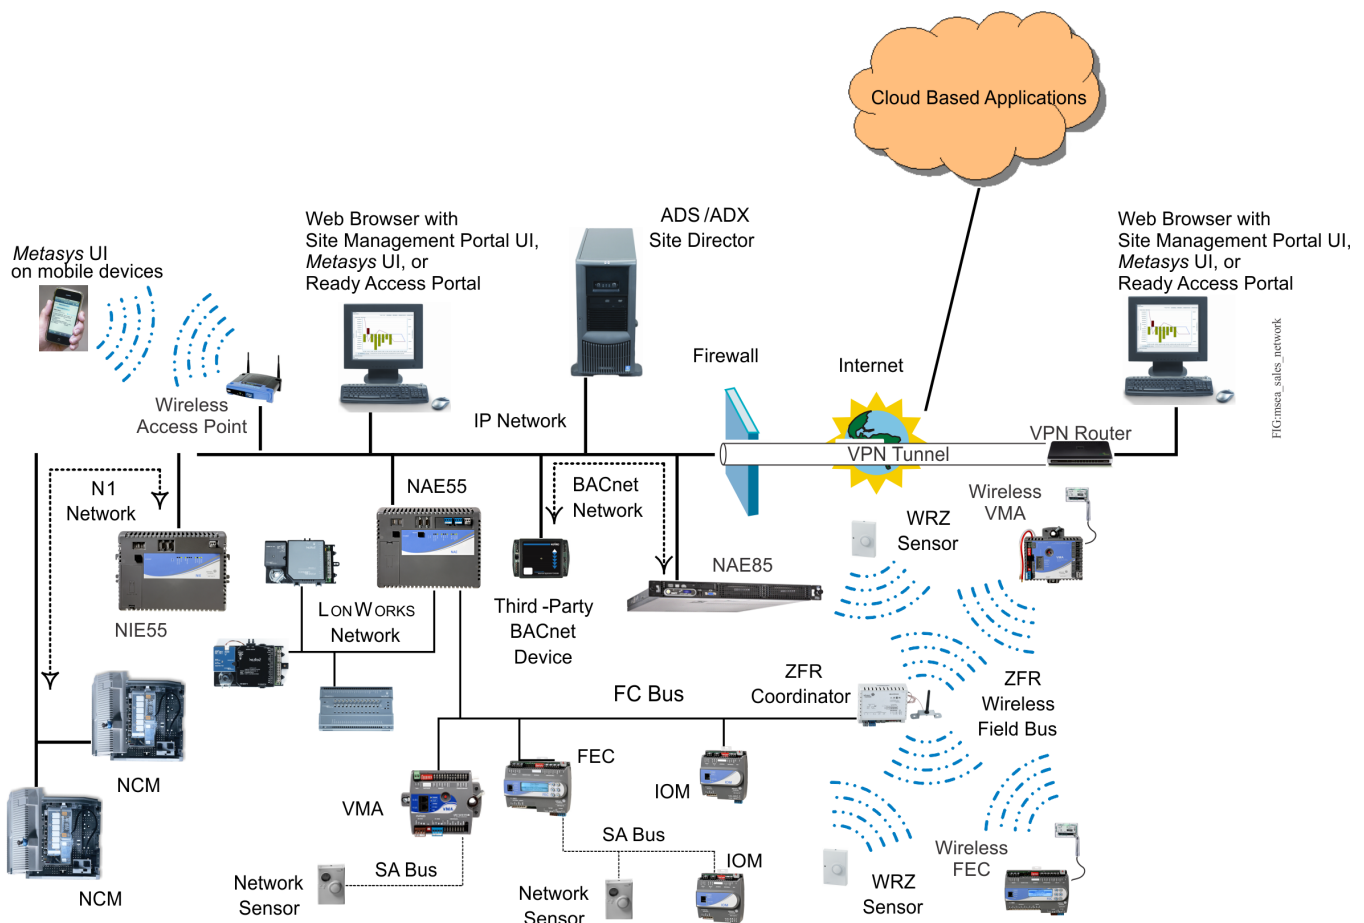 Cloud Based Applications
Metasys UI
on mobile devices
Web Browser with
Site Management Portal UI,
Metasys UI, or
Ready Access Portal
ADS /ADX
Site Director
Web Browser with
Site Management Portal UI,
Metasys UI, or
Ready Access Portal
Firewall
Internet
FIG:msea_sales_network
Wireless
Access Point
IP Network
VPN Router
VPN Tunnel
N1
Network
NAE55
BACnet
Network
Wireless
VMA
WRZ
Sensor
NAE85
NIE55
LONWORKS
Network
Third -Party
BACnet
Device
ZFR
Coordinator
FC Bus
ZFR
Wireless
Field Bus
NCM
FEC
VMA
IOM
SA Bus
Wireless
FEC
SA Bus
IOM
NCM
Network
Sensor
Network
Sensor
WRZ
Sensor